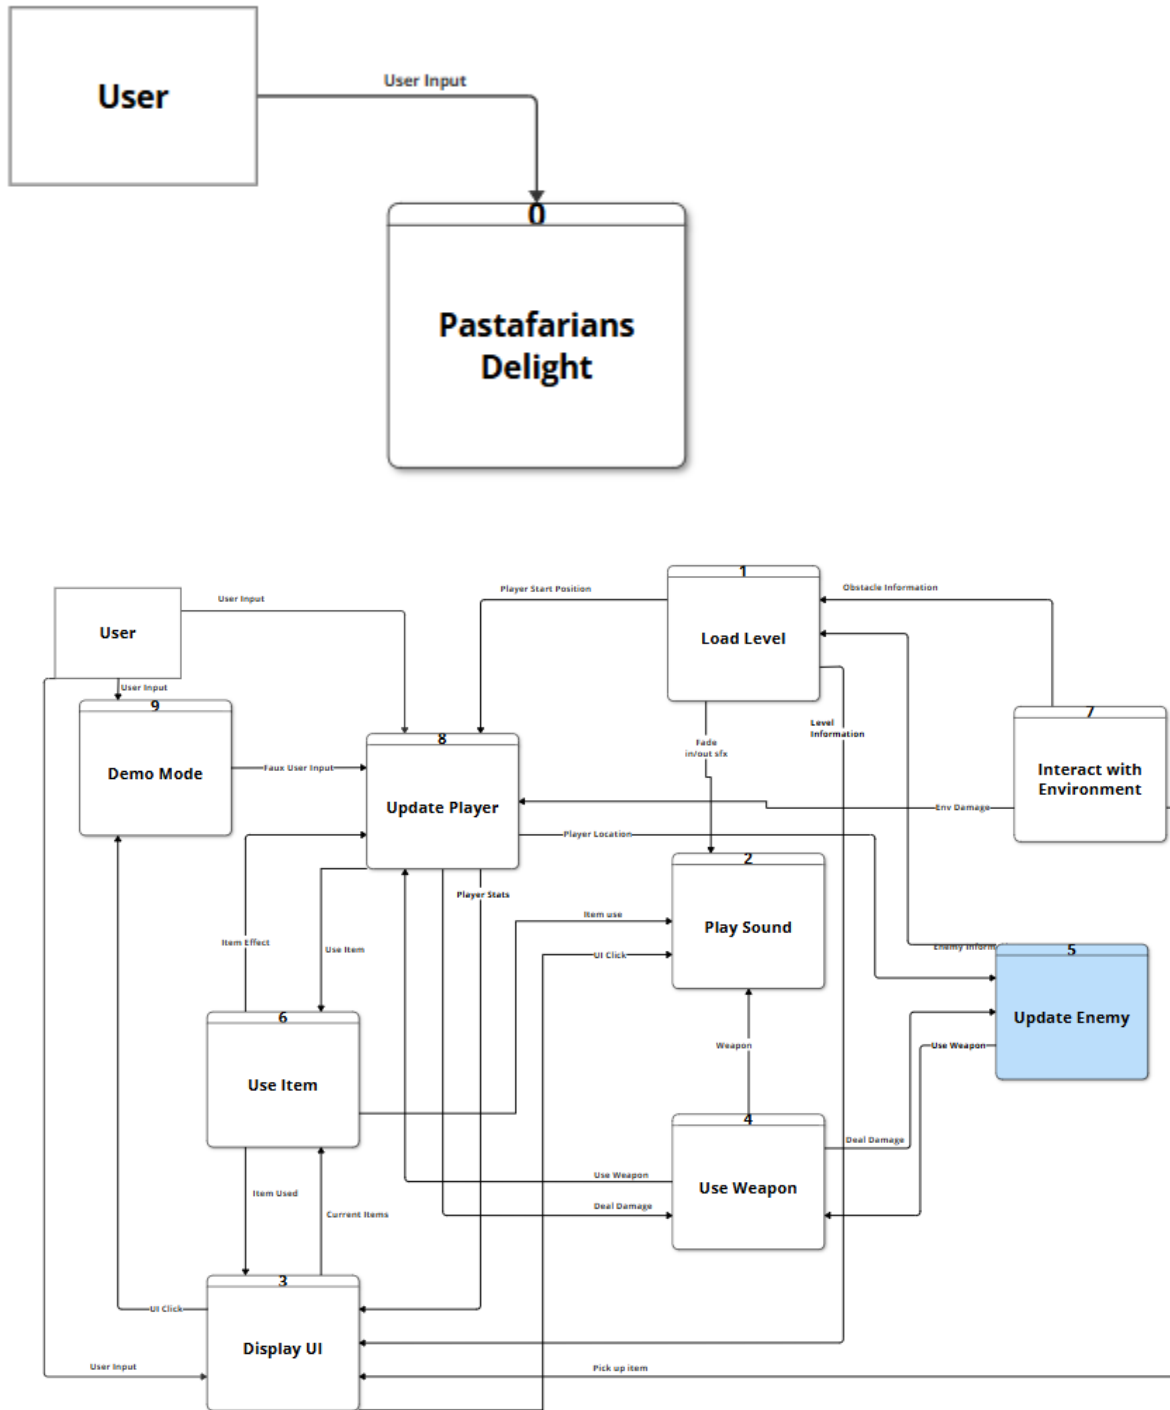 User
User Input
0
Pastafarians
Delight
User
User Input
User Input
9
Demo Mode
Faux User Input
8
Update Player
Player Start Position
1
Load Level
Obstacle Information
Fade
in/out sfx
Level
Information
7
Interact with
Environment
Env Damage
Player Location
Player Stats
2
Play Sound
Item Effect
Use Item
Item use
UI Click
Enemy
5
Update Enemy
Use Weapon
6
Use Item
Weapon
4
Use Weapon
Deal Damage
Use Weapon
Deal Damage
Item Used
Current Items
3
Display UI
UI Click
User Input
Pick up item